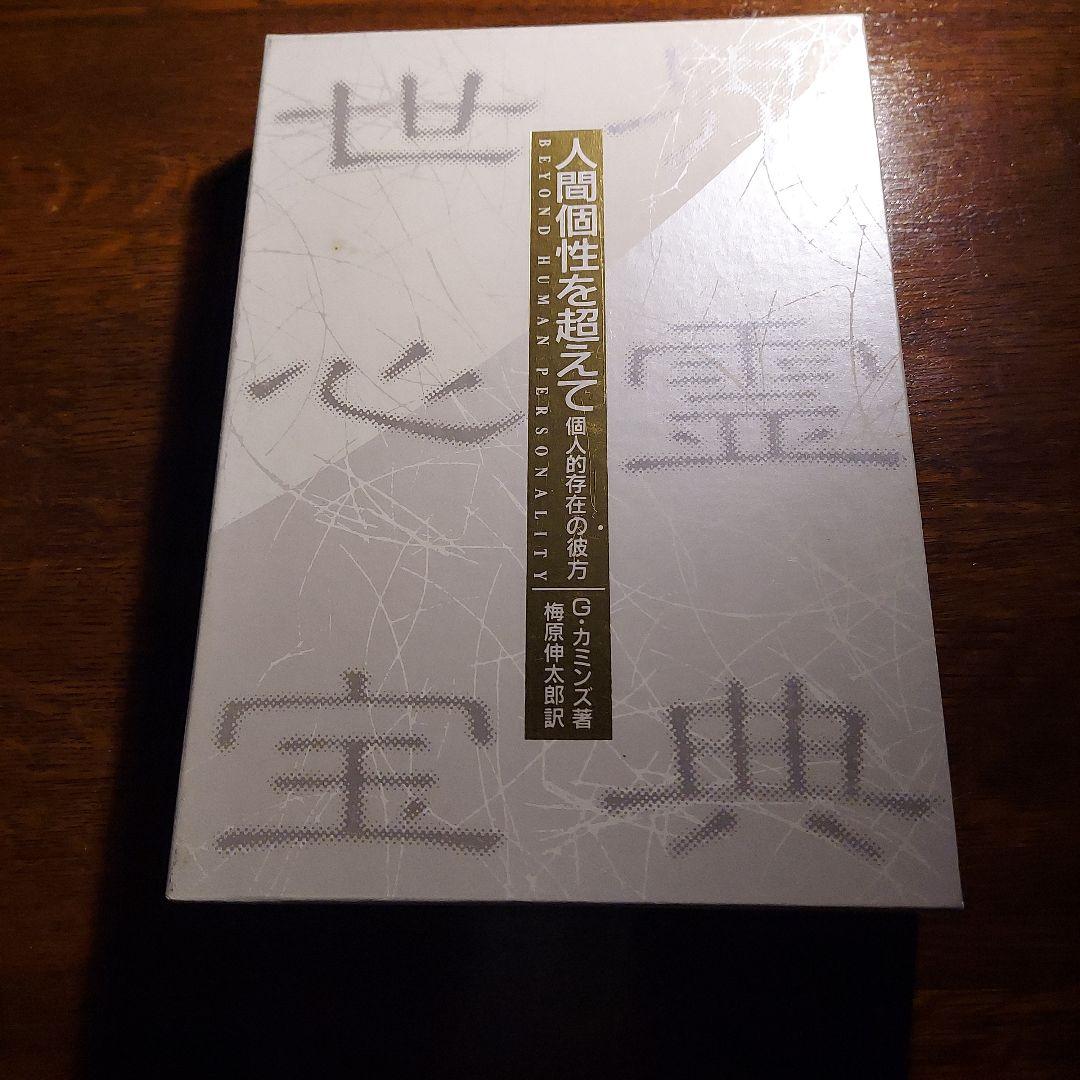 世界
心霊
宝典
人間個性を超えて 個人的存在の彼方
BEYOND HUMAN PERSONALITY
G・カミンズ著
梅原伸太郎訳